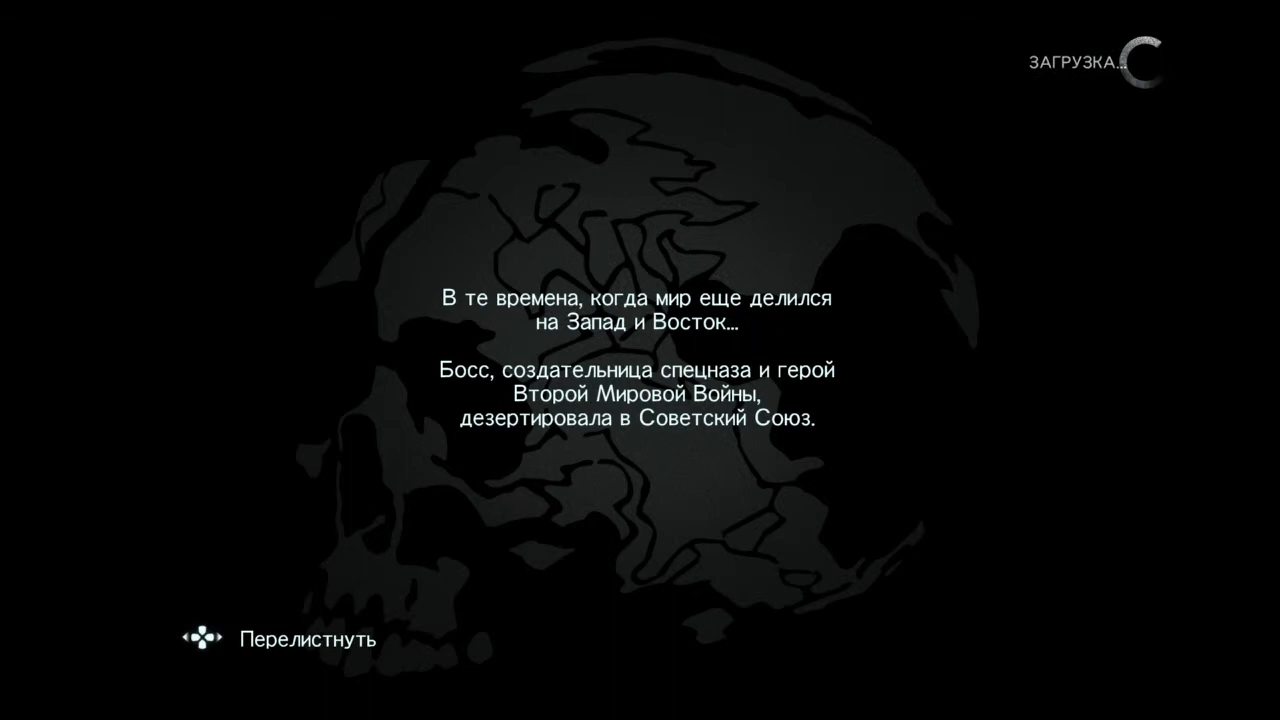 ЗАГРУЗКА...
В те времена, когда мир еще делился
на Запад и Восток...
Босс, создательница спецназа и герой
Второй Мировой Войны,
дезертировала в Советский Союз.
Перелистнуть